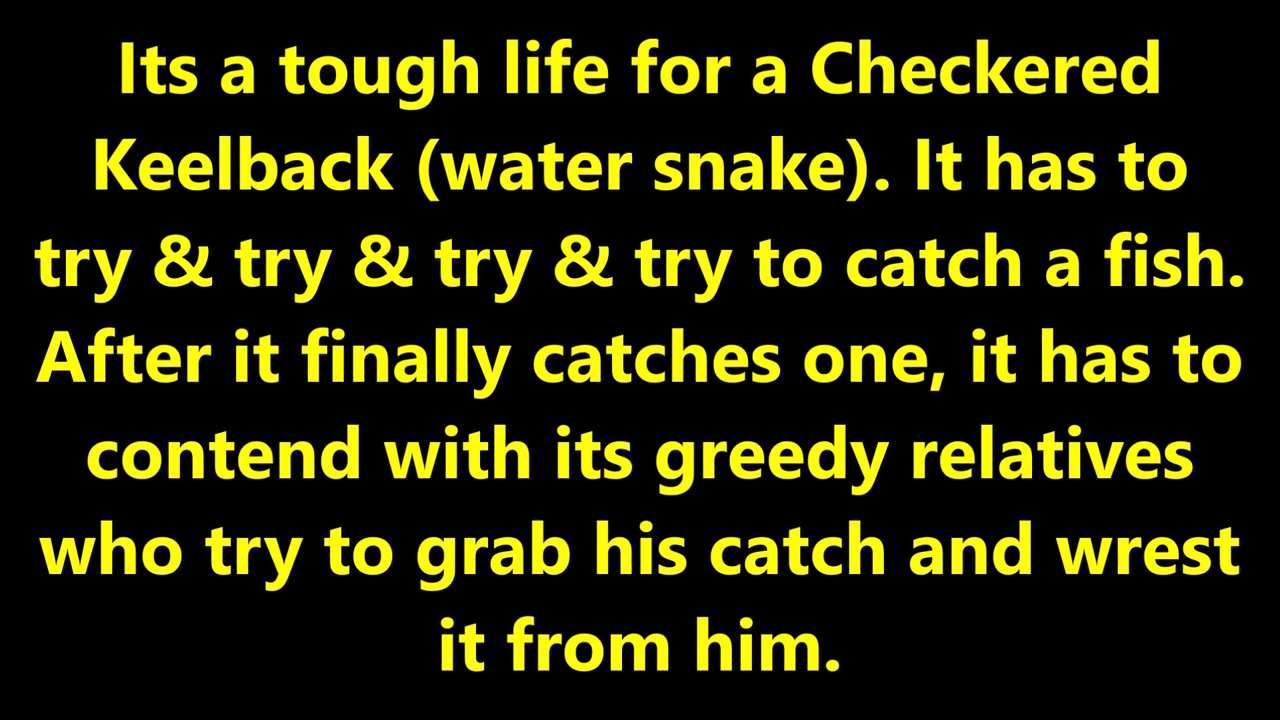 Its a tough life for a Checkered
Keelback (water snake). It has to
try & try & try & try to catch a fish.
After it finally catches one, it has to
contend with its greedy relatives
who try to grab his catch and wrest
it from him.